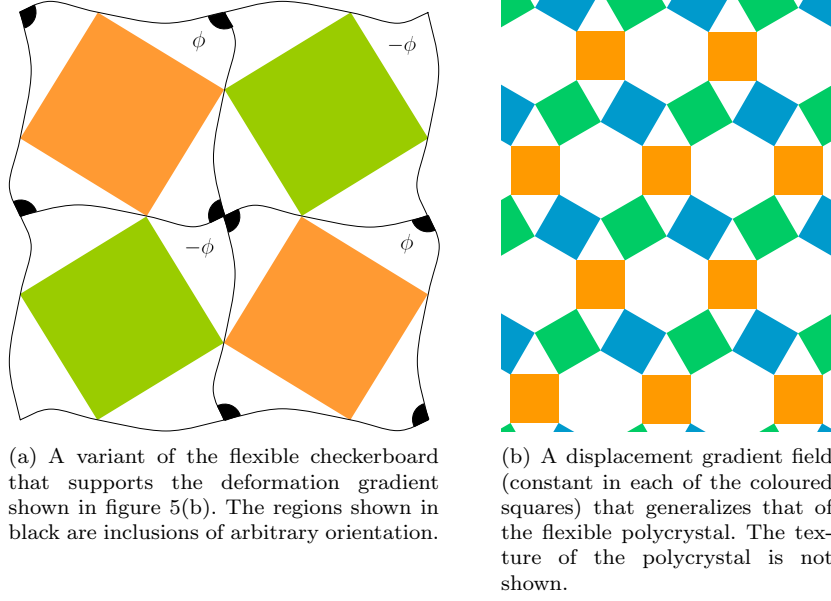 ϕ
−ϕ
−ϕ
ϕ
(a) A variant of the flexible checkerboard
that supports the deformation gradient
shown in figure 5(b). The regions shown in
black are inclusions of arbitrary orientation.
(b) A displacement gradient field
(constant in each of the coloured
squares) that generalizes that of
the flexible polycrystal. The tex-
ture of the polycrystal is not
shown.